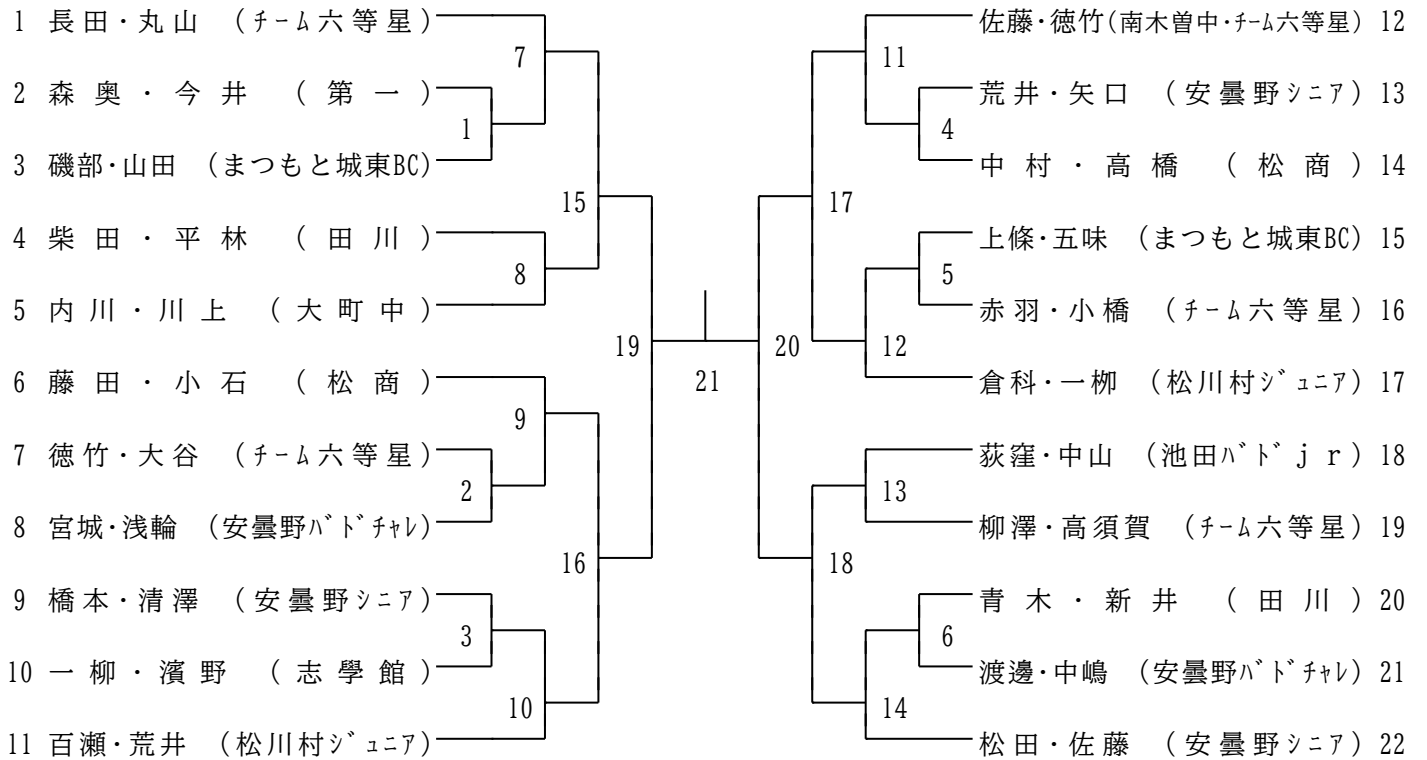 1 長田・丸山 (チーム六等星)
7
2 森奥・今井 (第一)
1
3 磯部・山田 (まつもと城東BC)
15
4 柴田・平林 (田川)
8
5 内川・川上 (大町中)
19
6 藤田・小石 (松商)
9
7 徳竹・大谷 (チーム六等星)
2
8 宮城・浅輪 (安曇野バドチャレ)
16
9 橋本・清澤 (安曇野シニア)
3
10 一柳・濱野 (志學館)
10
11 百瀬・荒井 (松川村ジュニア)
21
佐藤・徳竹(南木曽中・チーム六等星) 12
11
荒井・矢口 (安曇野シニア) 13
4
中村・高橋 (松商) 14
17
上條・五味 (まつもと城東BC) 15
5
赤羽・小橋 (チーム六等星) 16
20
12
倉科・一栁 (松川村ジュニア) 17
荻窪・中山 (池田バドjr) 18
13
柳澤・高須賀 (チーム六等星) 19
18
青木・新井 (田川) 20
6
渡邊・中嶋 (安曇野バドチャレ) 21
14
松田・佐藤 (安曇野シニア) 22